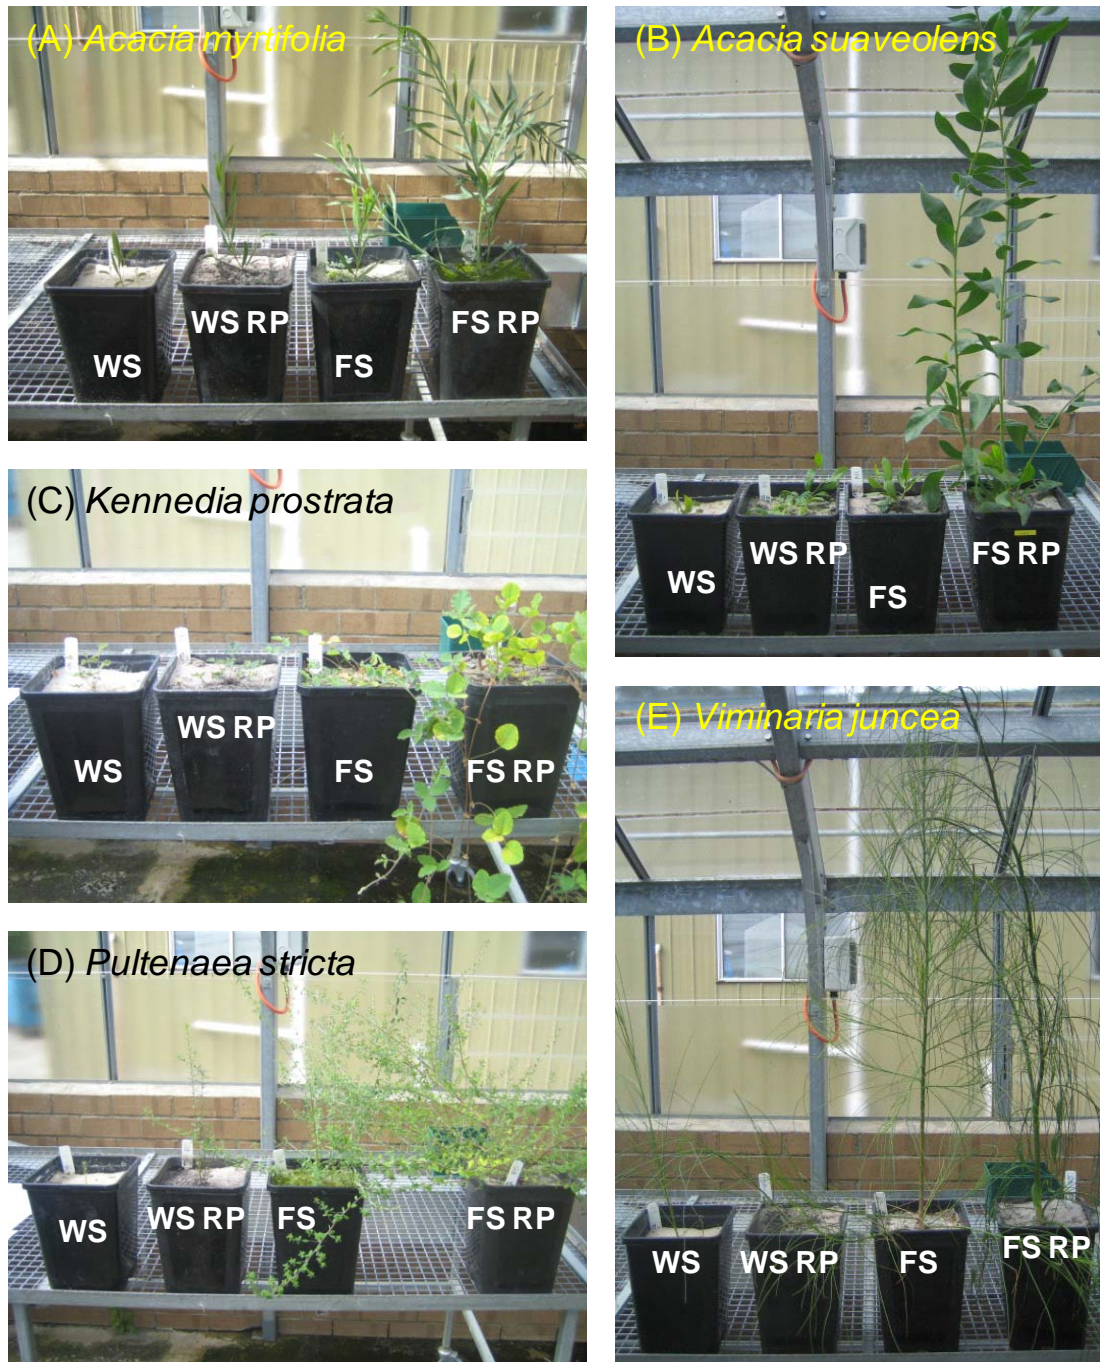 (A) Acacia myrtifolia
WS
WS RP
FS
FS RP
(B) Acacia suaveolens
WS
WS RP
FS
FS RP
(C) Kennedia prostrata
WS
WS RP
FS
FS RP
(D) Pultenaea stricta
WS
WS RP
FS
FS RP
(E) Viminaria juncea
WS
WS RP
FS
FS RP